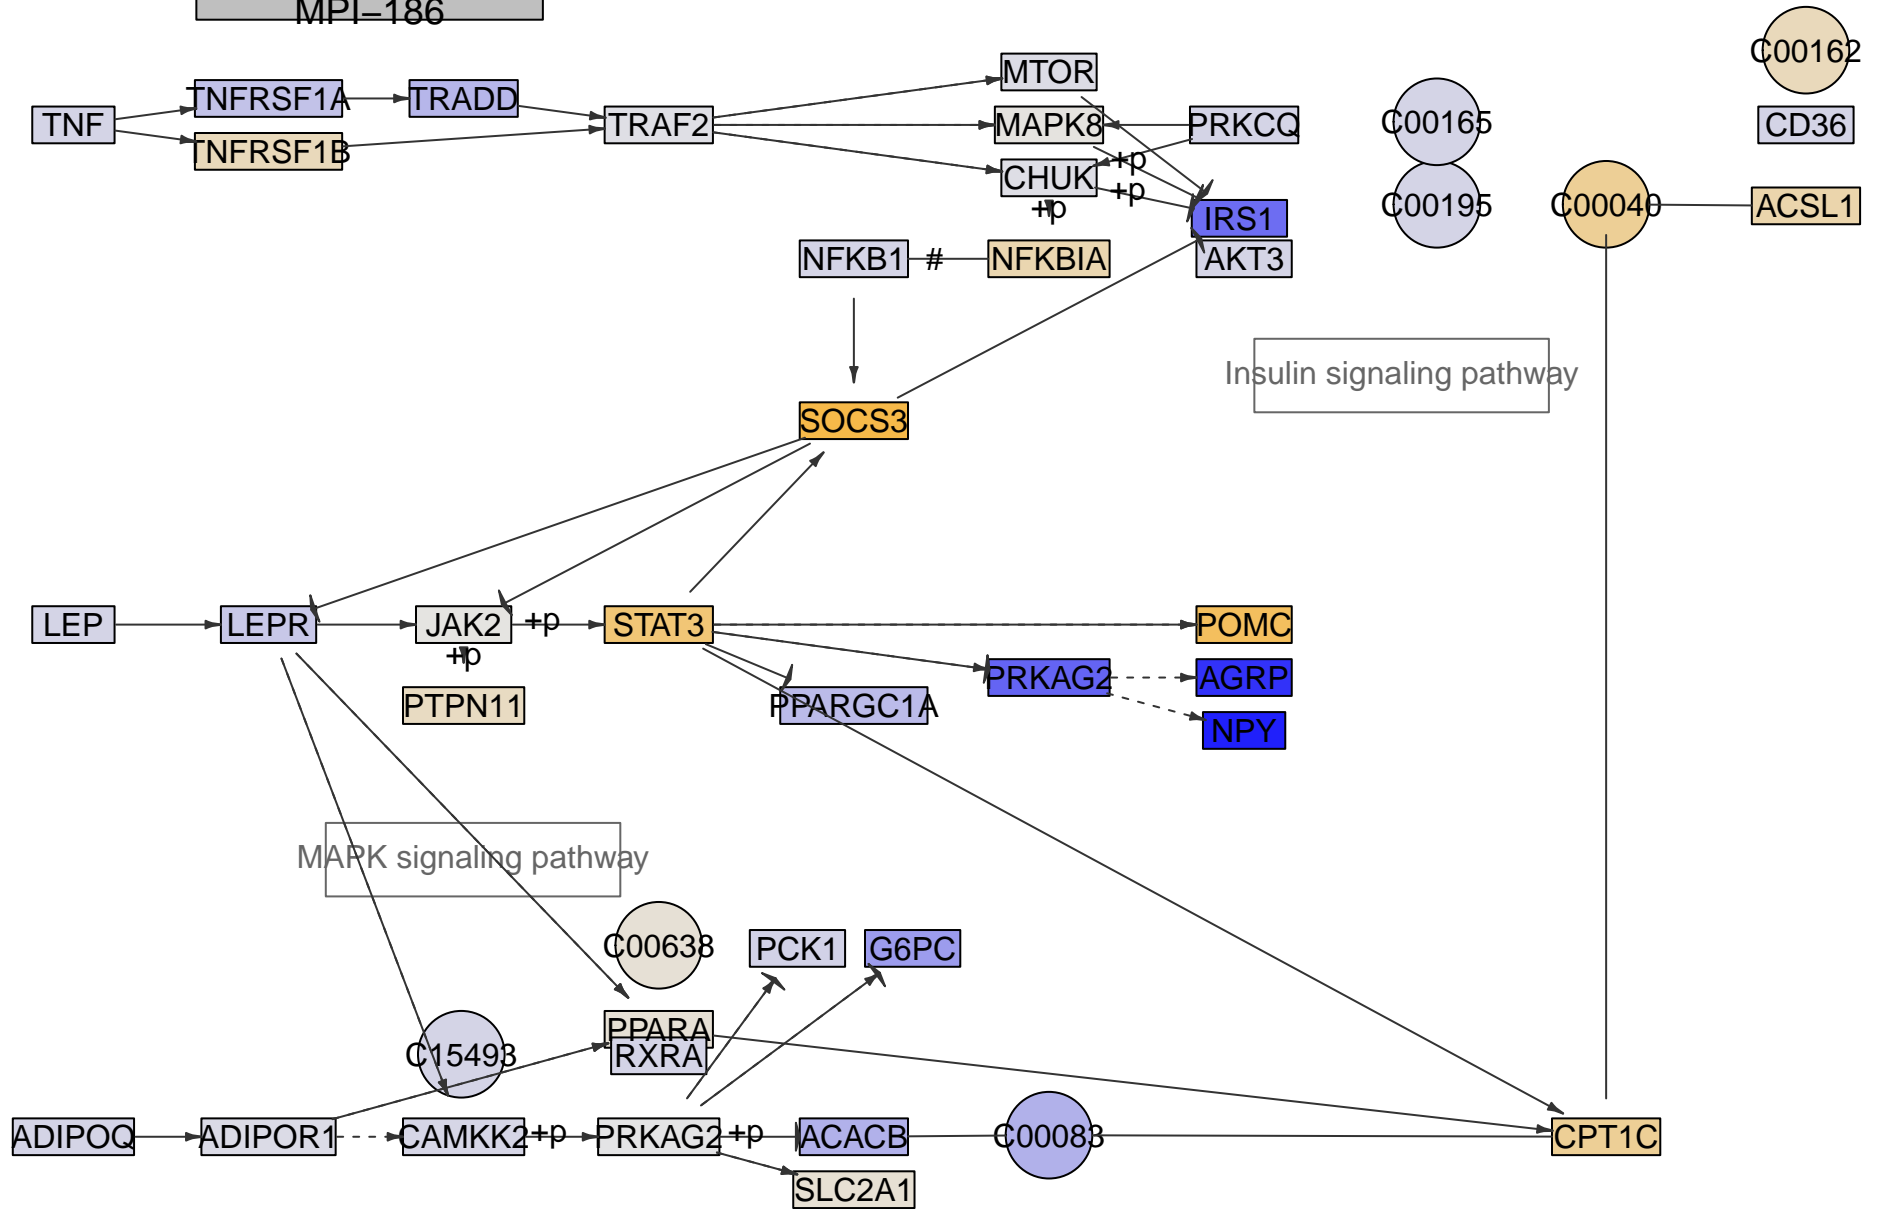 MPI−186
C00162
MTOR
TNFRSF1A
TRADD
TNF
TRAF2
MAPK8
PRKCQ
C00165
CD36
TNFRSF1B
+p
CHUK
+p
+p
IRS1
C00195
C00040
ACSL1
NFKB1
#
NFKBIA
AKT3
Insulin signaling pathway
SOCS3
LEP
LEPR
JAK2
+p
STAT3
POMC
+p
PRKAG2
AGRP
PTPN11
PPARGC1A
NPY
MAPK signaling pathway
C00638
PCK1
G6PC
PPARA
C15493
RXRA
ADIPOQ
ADIPOR1
CAMKK2
+p
PRKAG2
+p
ACACB
C00083
CPT1C
SLC2A1